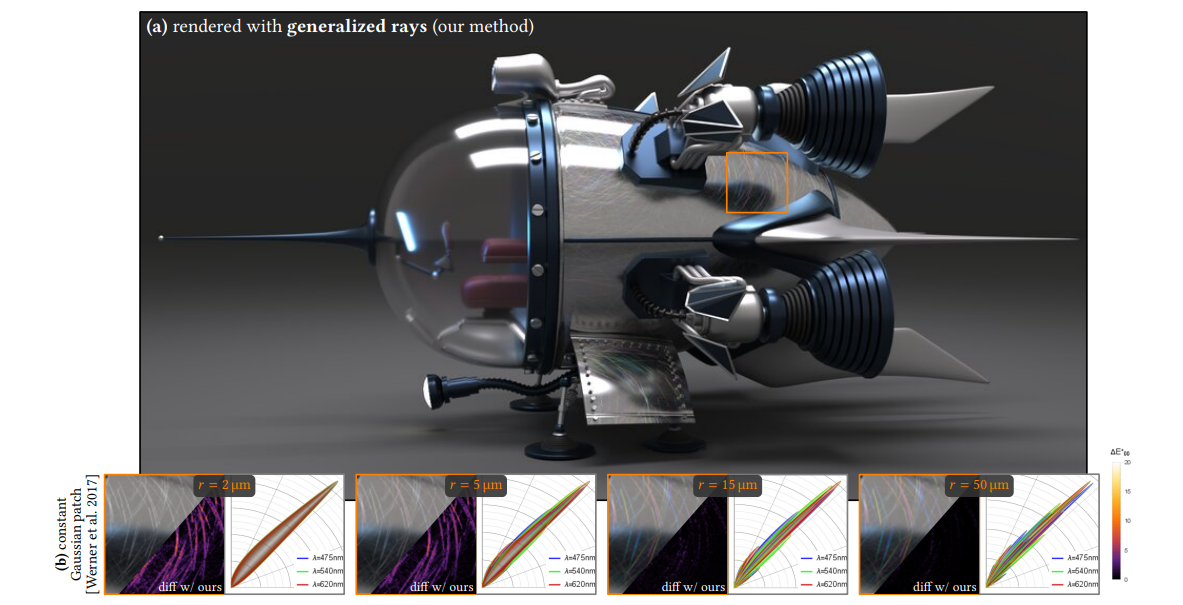 (a) rendered with generalized rays (our method)
(b) constant
Gaussian patch
[Werner et al. 2017]
r = 2 µm
diff w/ ours
λ=475nm
λ=540nm
λ=620nm
r = 5 µm
diff w/ ours
λ=475nm
λ=540nm
λ=620nm
r = 15 µm
diff w/ ours
λ=475nm
λ=540nm
λ=620nm
r = 50 µm
diff w/ ours
λ=475nm
λ=540nm
λ=620nm
ΔE*00
20
15
10
5
0